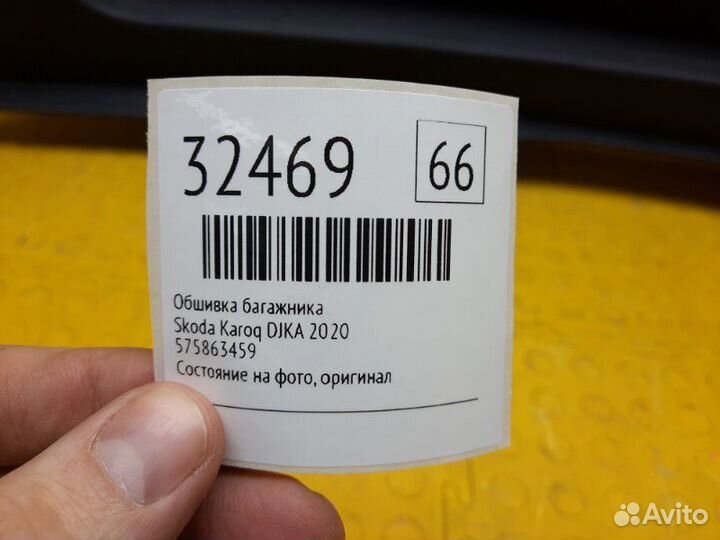 32469
66
Обшивка багажника
Skoda Karoq DJKA 2020
575863459
Состояние на фото, оригинал
Avito